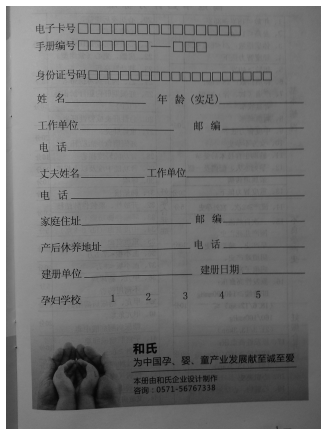 电子卡号□□□□□□□□□□□□□□□□
手册编号□□□□□□——□□□
身份证号码□□□□□□□□□□□□□□□□□□
姓 名 年 龄（实足）
工作单位 邮 编
电 话
丈夫姓名 工作单位
电 话
家庭住址 邮 编
产后休养地址 电 话
建册单位 建册日期
孕妇学校 1 2 3 4 5
和氏
为中国孕、婴、童产业发展献至诚至爱
本册由和氏企业设计制作
咨询：0571-56767338